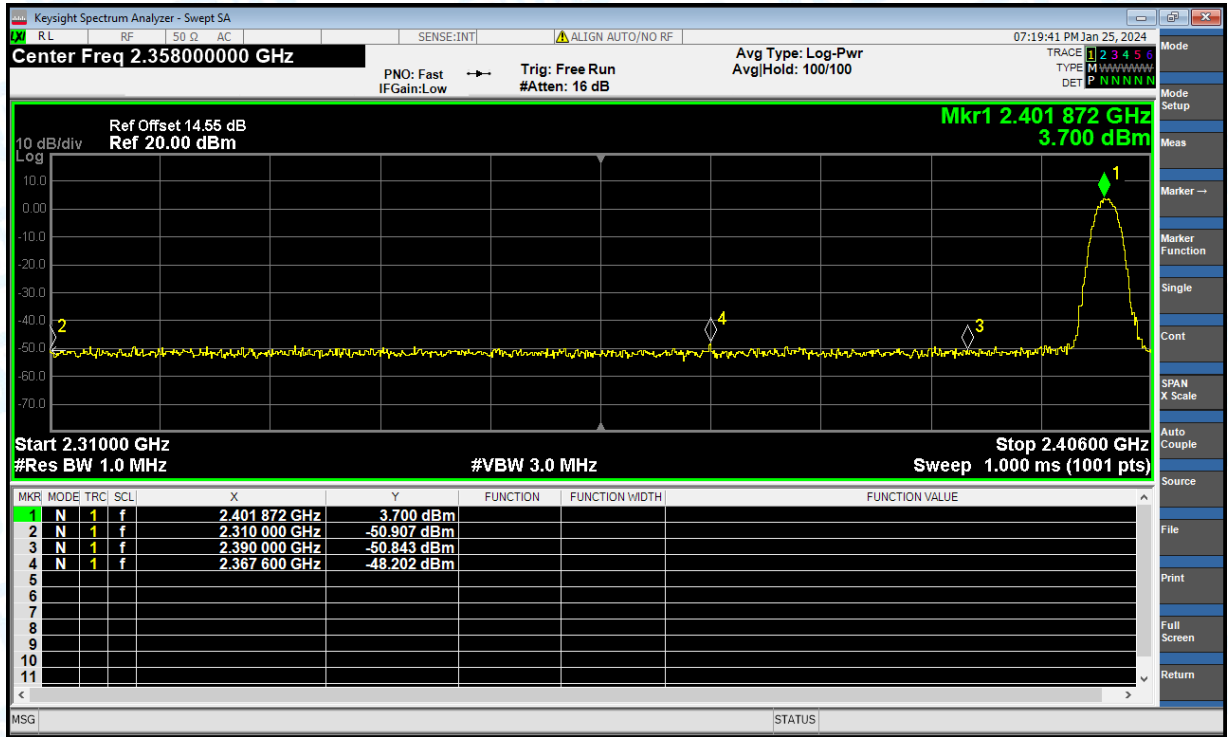 Keysight Spectrum Analyzer - Swept SA
LXI RL RF 50 Ω AC SENSE:INT ALIGN AUTO/NO RF 07:19:41 PM Jan 25, 2024
Center Freq 2.358000000 GHz
PNO: Fast
IFGain:Low
Trig: Free Run
#Atten: 16 dB
Avg Type: Log-Pwr
Avg|Hold: 100/100
TRACE 1 2 3 4 5 6
TYPE M WWWWW
DET P N N N N N
Mkr1 2.401 872 GHz
3.700 dBm
Ref Offset 14.55 dB
10 dB/div Ref 20.00 dBm
Log
10.0
0.00
-10.0
-20.0
-30.0
-40.0
-50.0
-60.0
-70.0
1
2
4
3
Start 2.31000 GHz Stop 2.40600 GHz
#Res BW 1.0 MHz #VBW 3.0 MHz Sweep 1.000 ms (1001 pts)
MKR MODE TRC SCL X Y FUNCTION FUNCTION WIDTH FUNCTION VALUE
1 N 1 f 2.401 872 GHz 3.700 dBm
2 N 1 f 2.310 000 GHz -50.907 dBm
3 N 1 f 2.390 000 GHz -50.843 dBm
4 N 1 f 2.367 600 GHz -48.202 dBm
5
6
7
8
9
10
11
MSG STATUS
Mode
Mode
Setup
Meas
Marker →
Marker
Function
Single
Cont
SPAN
X Scale
Auto
Couple
Source
File
Print
Full
Screen
Return